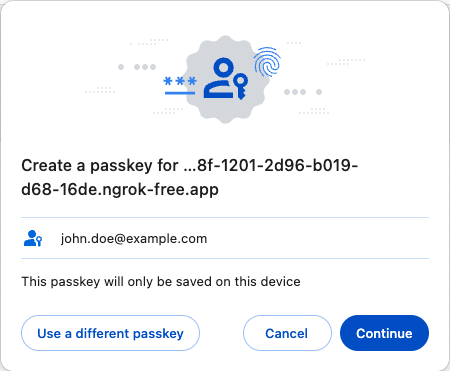 ***
Create a passkey for ...8f-1201-2d96-b019-
d68-16de.ngrok-free.app
john.doe@example.com
This passkey will only be saved on this device
Use a different passkey
Cancel
Continue